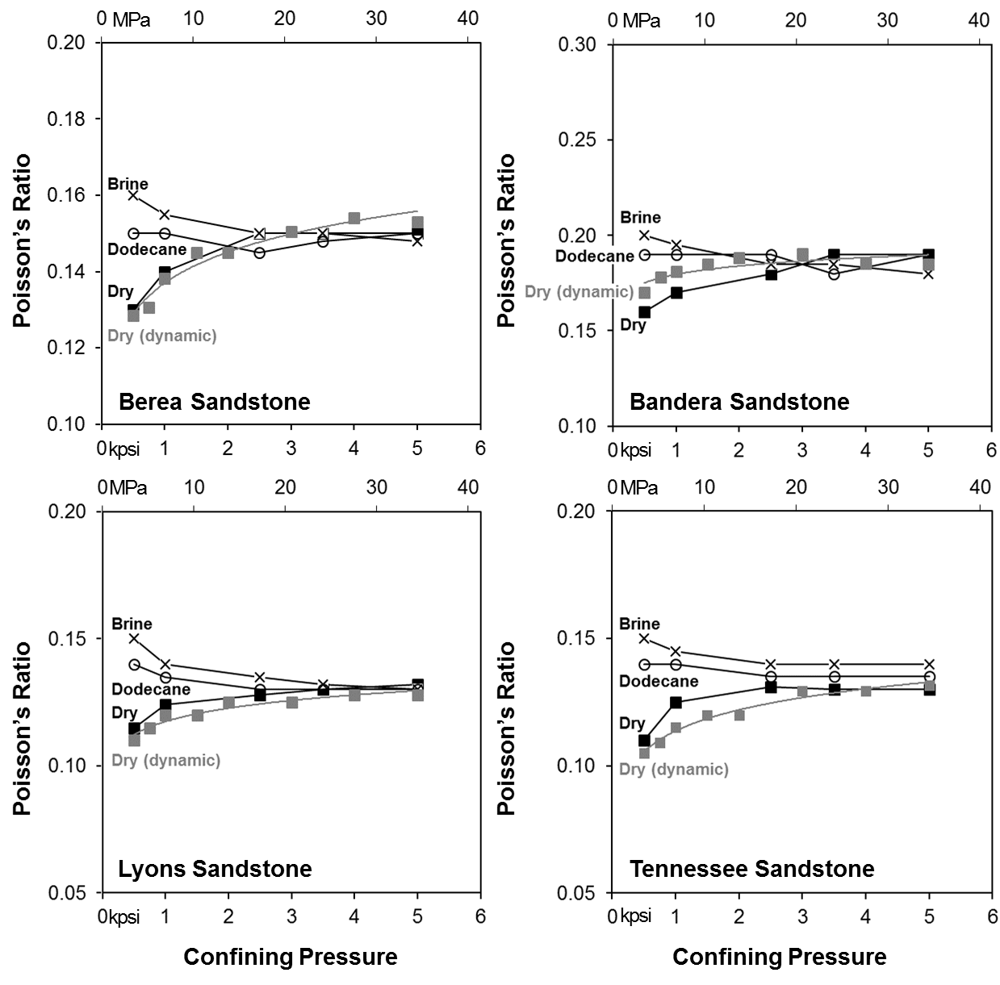 0 MPa 10 20 30 40
0.20
0.18
0.16
0.14
0.12
0.10
Poisson's Ratio
Brine
Dodecane
Dry
Dry (dynamic)
Berea Sandstone
0 kpsi 1 2 3 4 5 6
0 MPa 10 20 30 40
0.30
0.25
0.20
0.15
0.10
Poisson's Ratio
Brine
Dodecane
Dry (dynamic)
Dry
Bandera Sandstone
0 kpsi 1 2 3 4 5 6
0 MPa 10 20 30 40
0.20
0.15
0.10
0.05
Poisson's Ratio
Brine
Dodecane
Dry
Dry (dynamic)
Lyons Sandstone
0 kpsi 1 2 3 4 5 6
Confining Pressure
0 MPa 10 20 30 40
0.20
0.15
0.10
0.05
Poisson's Ratio
Brine
Dodecane
Dry
Dry (dynamic)
Tennessee Sandstone
0 kpsi 1 2 3 4 5 6
Confining Pressure